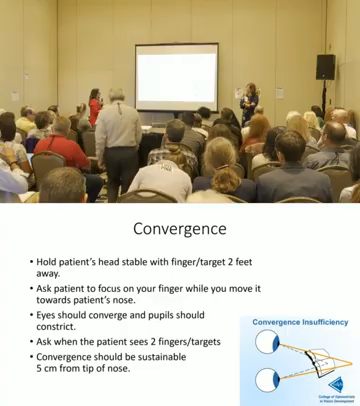 Convergence
• Hold patient's head stable with finger/target 2 feet
away.
• Ask patient to focus on your finger while you move it
towards patient's nose.
• Eyes should converge and pupils should
constrict.
• Ask when the patient sees 2 fingers/targets
• Convergence should be sustainable
5 cm from tip of nose.
Convergence Insufficiency
College of Optometrists
in Vision Development